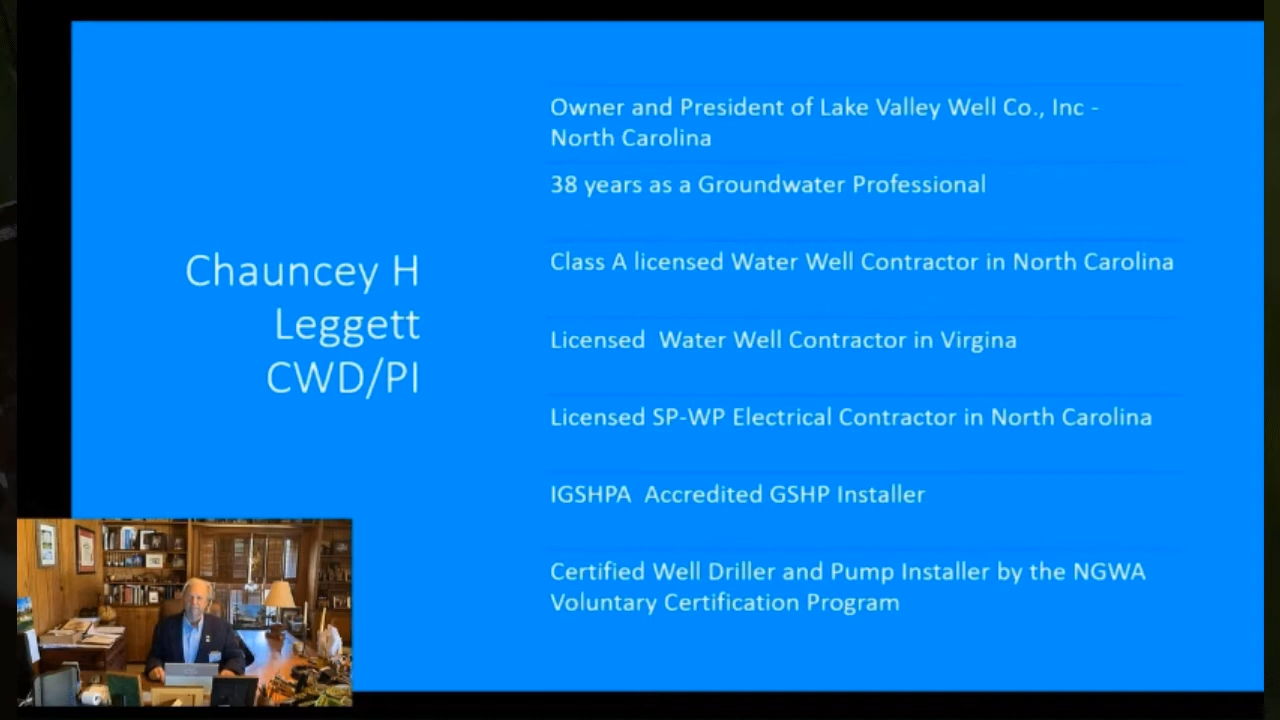 Chauncey H
Leggett
CWD/PI
Owner and President of Lake Valley Well Co., Inc -
North Carolina
38 years as a Groundwater Professional
Class A licensed Water Well Contractor in North Carolina
Licensed  Water Well Contractor in Virgina
Licensed SP-WP Electrical Contractor in North Carolina
IGSHPA  Accredited GSHP Installer
Certified Well Driller and Pump Installer by the NGWA
Voluntary Certification Program